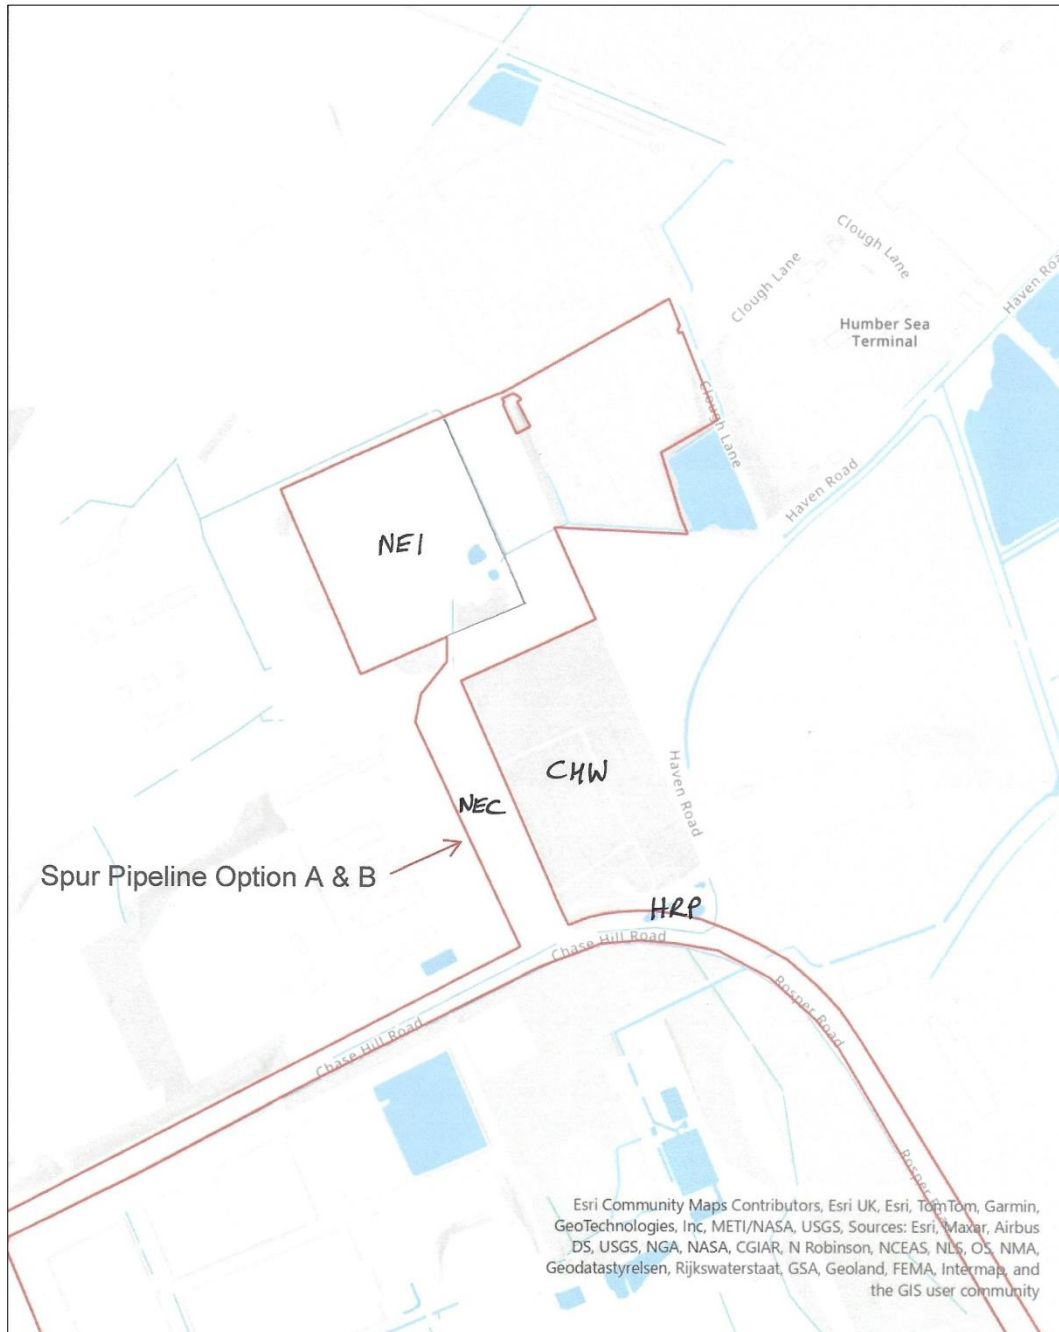 Clough Lane
Clough Lane
Haven Road
Humber Sea
Terminal
Clough Lane
Haven Road
NEI
CHW
Haven Road
NEC
Spur Pipeline Option A & B
HRP
Chase Hill Road
Rosper Road
Chase Hill Road
Rosper Road
Esri Community Maps Contributors, Esri UK, Esri, TomTom, Garmin,
GeoTechnologies, Inc, METI/NASA, USGS, Sources: Esri, Maxar, Airbus
DS, USGS, NGA, NASA, CGIAR, N Robinson, NCEAS, NLS, OS, NMA,
Geodatastyrelsen, Rijkswaterstaat, GSA, Geoland, FEMA, Intermap, and
the GIS user community